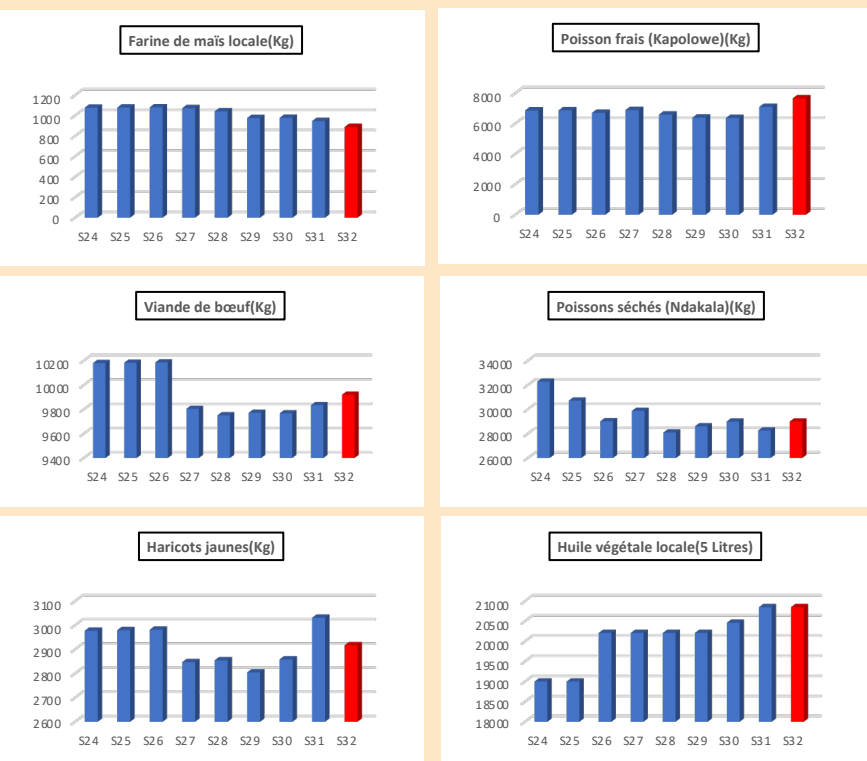 Farine de maïs locale(Kg)
1200
1000
800
600
400
200
0
S24 S25 S26 S27 S28 S29 S30 S31 S32
Poisson frais (Kapolowe)(Kg)
8000
6000
4000
2000
0
S24 S25 S26 S27 S28 S29 S30 S31 S32
Viande de bœuf(Kg)
10200
10000
9800
9600
9400
S24 S25 S26 S27 S28 S29 S30 S31 S32
Poissons séchés (Ndakala)(Kg)
34000
32000
30000
28000
26000
S24 S25 S26 S27 S28 S29 S30 S31 S32
Haricots jaunes(Kg)
3100
3000
2900
2800
2700
2600
S24 S25 S26 S27 S28 S29 S30 S31 S32
Huile végétale locale(5 Litres)
21000
20500
20000
19500
19000
18500
18000
S24 S25 S26 S27 S28 S29 S30 S31 S32